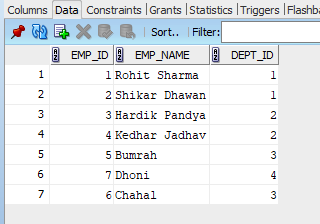 Columns Data Constraints Grants Statistics Triggers Flashba
Sort.. Filter:
EMP_ID EMP_NAME DEPT_ID
1 1 Rohit Sharma 1
2 2 Shikar Dhawan 1
3 3 Hardik Pandya 2
4 4 Kedhar Jadhav 2
5 5 Bumrah 3
6 7 Dhoni 4
7 6 Chahal 3